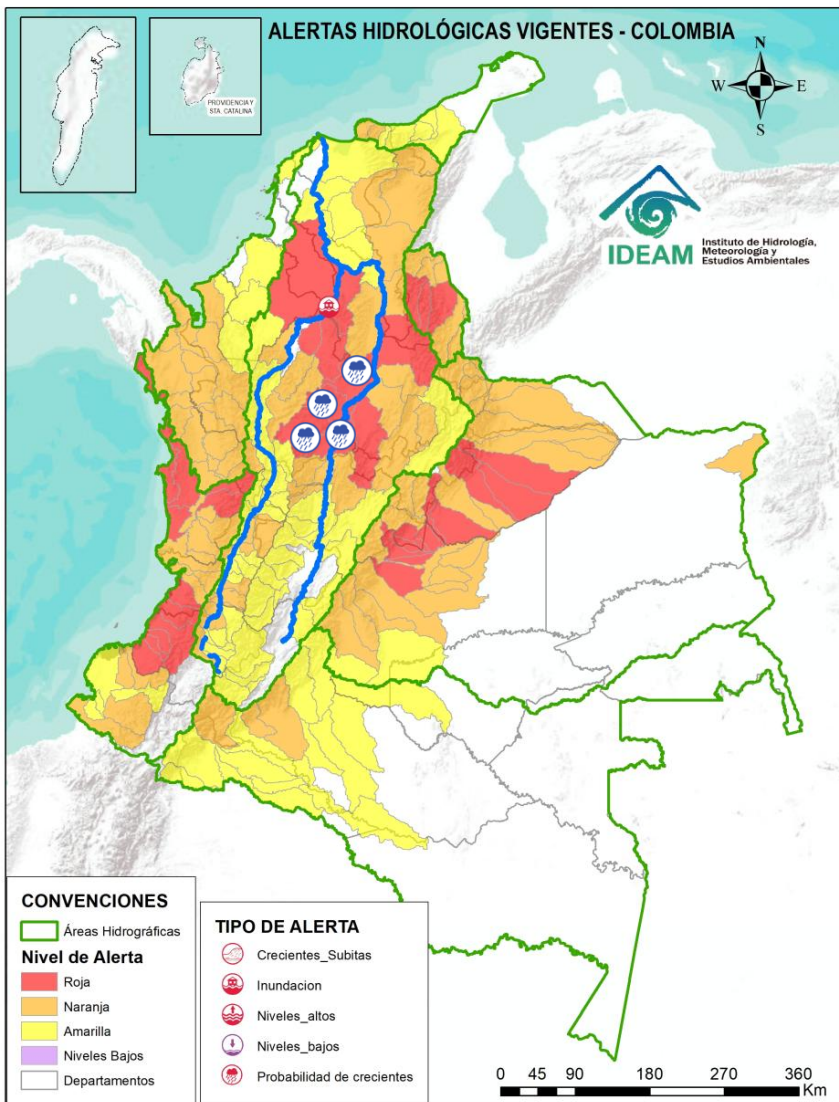 ALERTAS HIDROLÓGICAS VIGENTES - COLOMBIA
PROVIDENCIA Y
STA. CATALINA
N
W
E
S
IDEAM
Instituto de Hidrología,
Meteorología y
Estudios Ambientales
CONVENCIONES
Áreas Hidrográficas
Nivel de Alerta
Roja
Naranja
Amarilla
Niveles Bajos
Departamentos
TIPO DE ALERTA
Crecientes_Subitas
Inundacion
Niveles_altos
Niveles_bajos
Probabilidad de crecientes
0 45 90 180 270 360
Km